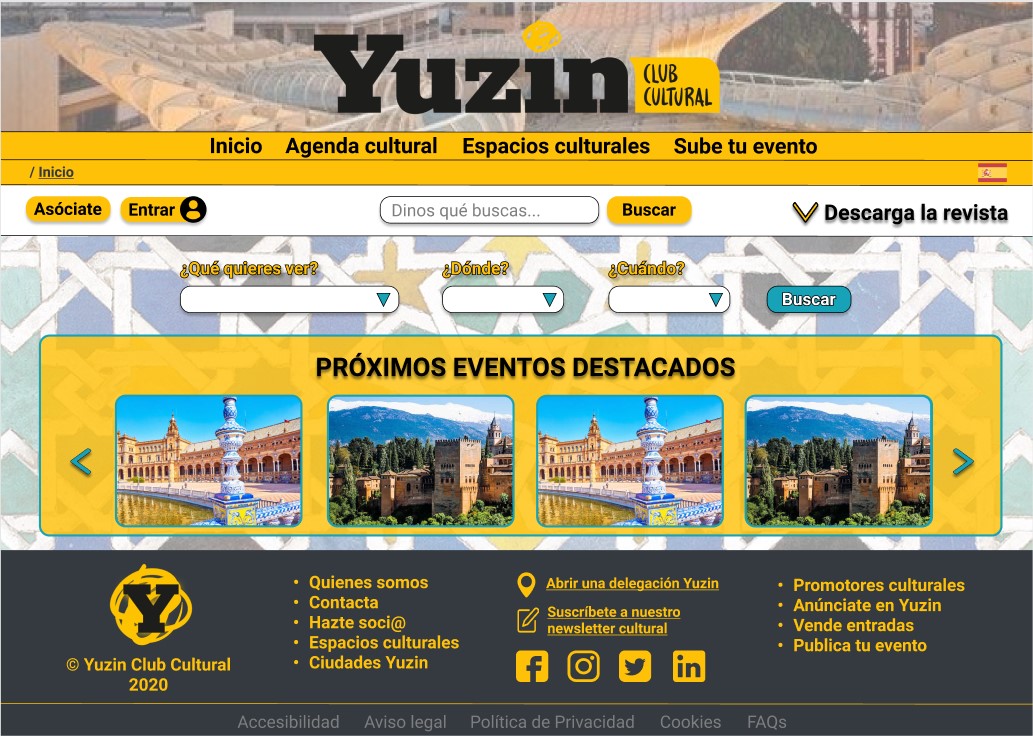 Yuzin
CLUB
CULTURAL
Inicio Agenda cultural Espacios culturales Sube tu evento
/ Inicio
Asóciate Entrar Dinos qué buscas... Buscar Descarga la revista
¿Qué quieres ver? ¿Dónde? ¿Cuándo?
Buscar
PRÓXIMOS EVENTOS DESTACADOS
Y
© Yuzin Club Cultural
2020
• Quienes somos
• Contacta
• Hazte soci@
• Espacios culturales
• Ciudades Yuzin
Abrir una delegación Yuzin
Suscríbete a nuestro
newsletter cultural
• Promotores culturales
• Anúnciate en Yuzin
• Vende entradas
• Publica tu evento
Accesibilidad Aviso legal Política de Privacidad Cookies FAQs